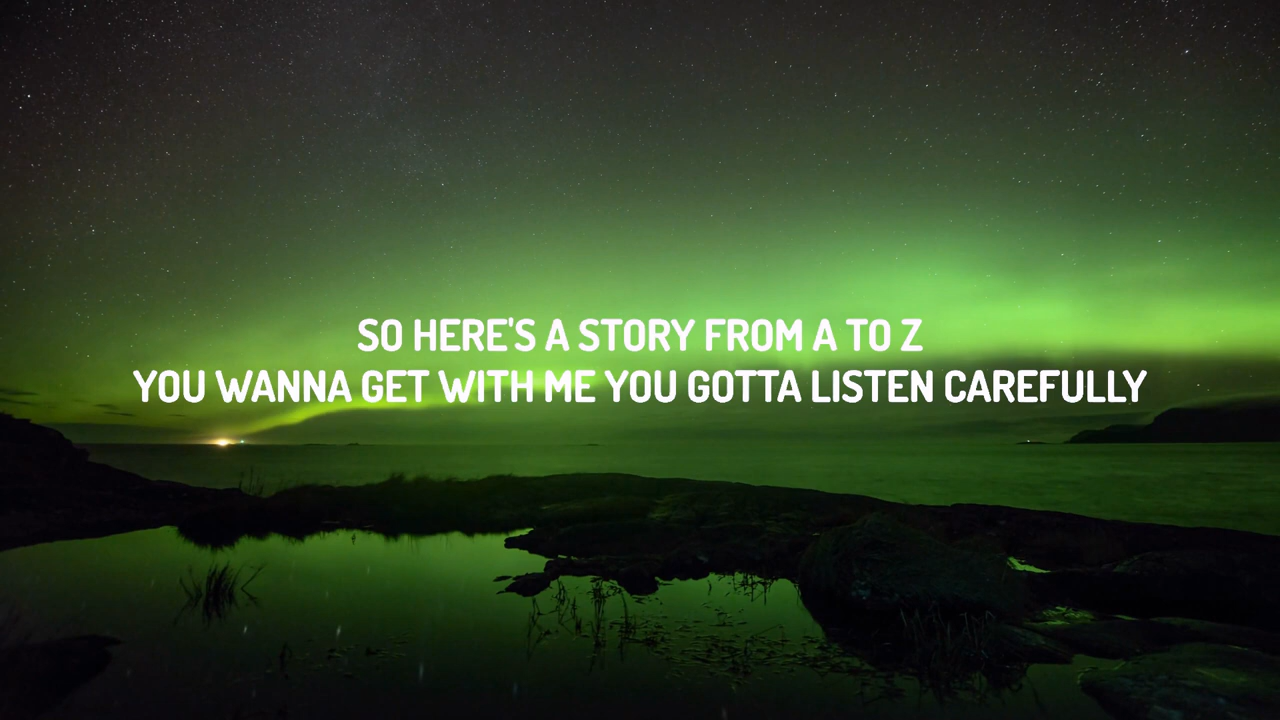 SO HERE'S A STORY FROM A TO Z
YOU WANNA GET WITH ME YOU GOTTA LISTEN CAREFULLY